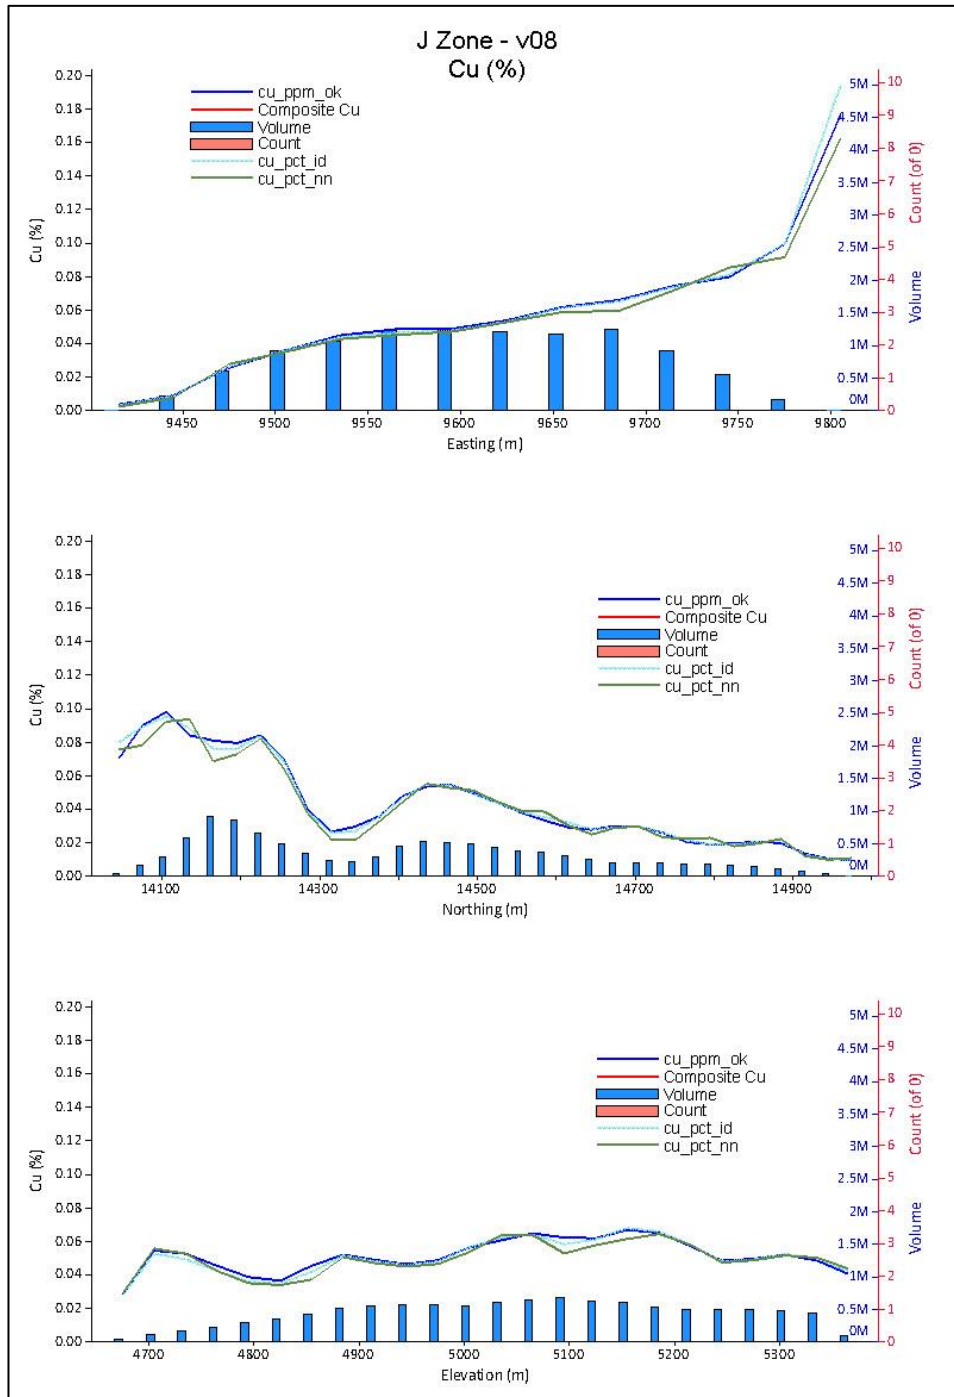 J Zone - v08
Cu (%)
cu_ppm_ok
Composite Cu
Volume
Count
cu_pct_id
cu_pct_nn
0.20
0.18
0.16
0.14
0.12
0.10
0.08
0.06
0.04
0.02
0.00
Cu (%)
5M
4.5M
4M
3.5M
3M
2.5M
2M
1.5M
1M
0.5M
0M
Volume
10
9
8
7
6
5
4
3
2
1
0
Count (of 0)
9450 9500 9550 9600 9650 9700 9750 9800
Easting (m)
cu_ppm_ok
Composite Cu
Volume
Count
cu_pct_id
cu_pct_nn
0.20
0.18
0.16
0.14
0.12
0.10
0.08
0.06
0.04
0.02
0.00
Cu (%)
5M
4.5M
4M
3.5M
3M
2.5M
2M
1.5M
1M
0.5M
0M
Volume
10
9
8
7
6
5
4
3
2
1
0
Count (of 0)
14100 14300 14500 14700 14900
Northing (m)
cu_ppm_ok
Composite Cu
Volume
Count
cu_pct_id
cu_pct_nn
0.20
0.18
0.16
0.14
0.12
0.10
0.08
0.06
0.04
0.02
0.00
Cu (%)
5M
4.5M
4M
3.5M
3M
2.5M
2M
1.5M
1M
0.5M
0M
Volume
10
9
8
7
6
5
4
3
2
1
0
Count (of 0)
4700 4800 4900 5000 5100 5200 5300
Elevation (m)